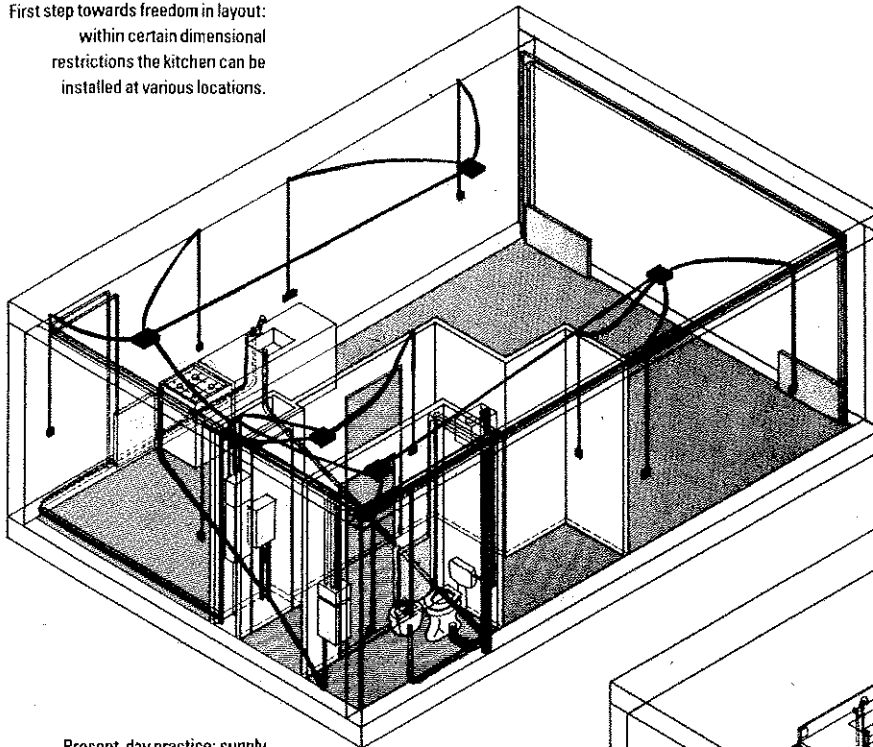 First step towards freedom in layout:
within certain dimensional
restrictions the kitchen can be
installed at various locations.
Present-day practice: supply